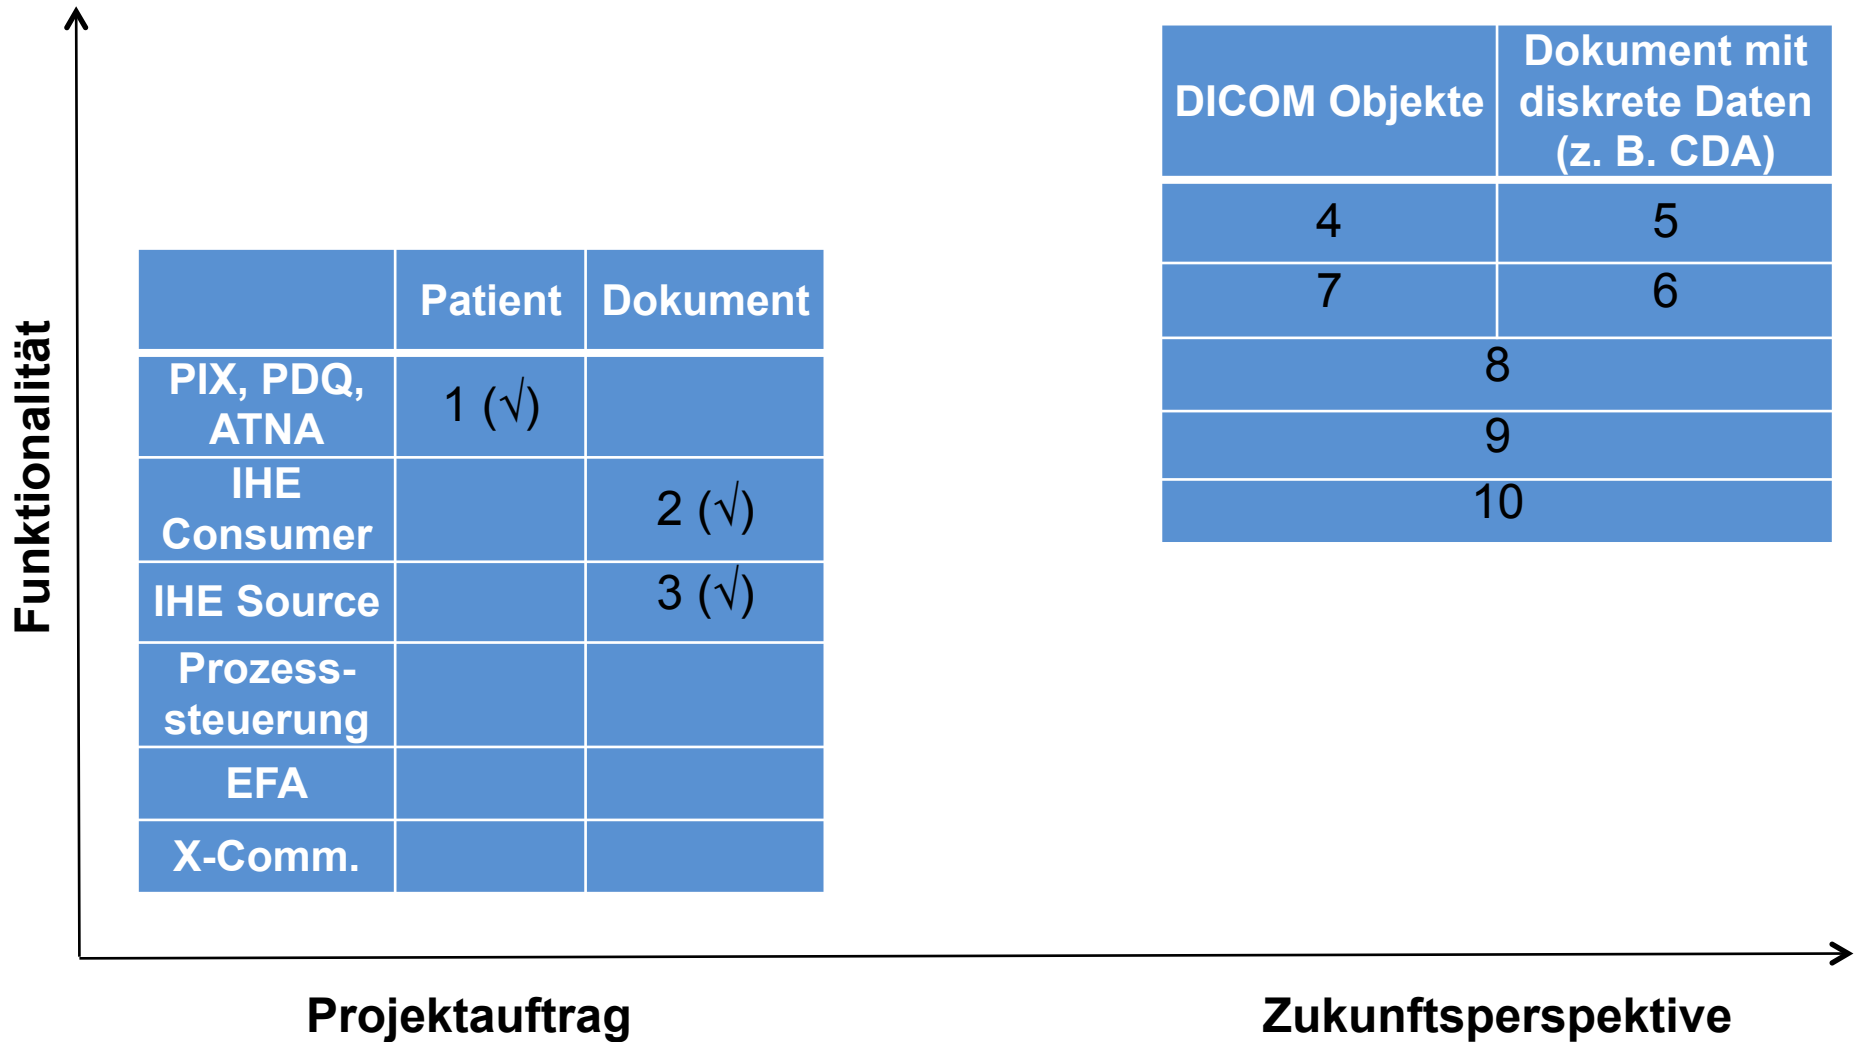 Funktionalität
Patient
Dokument
PIX, PDQ,
ATNA
1 (√)
IHE
Consumer
2 (√)
IHE Source
3 (√)
Prozess-
steuerung
EFA
X-Comm.
DICOM Objekte
Dokument mit
diskrete Daten
(z. B. CDA)
4
5
7
6
8
9
10
Projektauftrag
Zukunftsperspektive